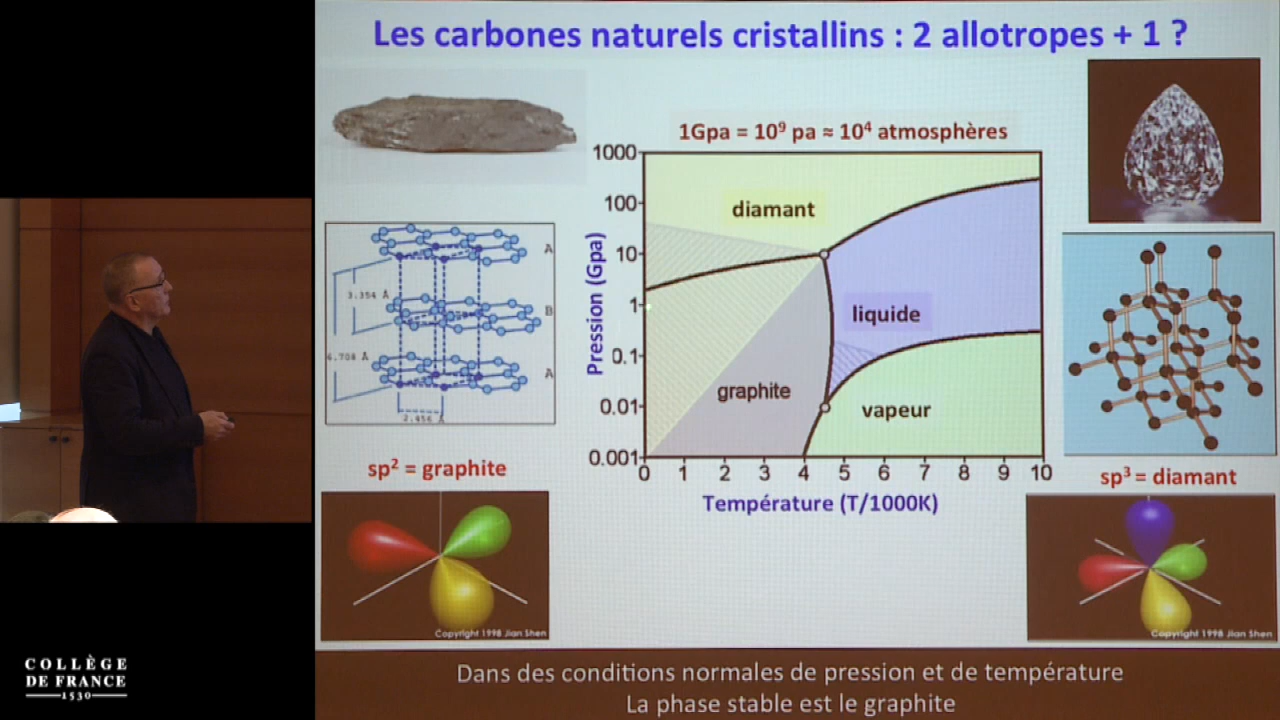 Les carbones naturels cristallins : 2 allotropes + 1 ?
1Gpa = 10⁹ pa ≈ 10⁴ atmosphères
1000
100
10
1
0.1
0.01
0.001
Pression (Gpa)
diamant
liquide
graphite
vapeur
0 1 2 3 4 5 6 7 8 9 10
Température (T/1000K)
A
3.354 Å
B
6.708 Å
A
2.456 Å
sp² = graphite
sp³ = diamant
Copyright 1998 Jian Shen
Copyright 1998 Jian Shen
Dans des conditions normales de pression et de température
La phase stable est le graphite
COLLÈGE
DE FRANCE
1530